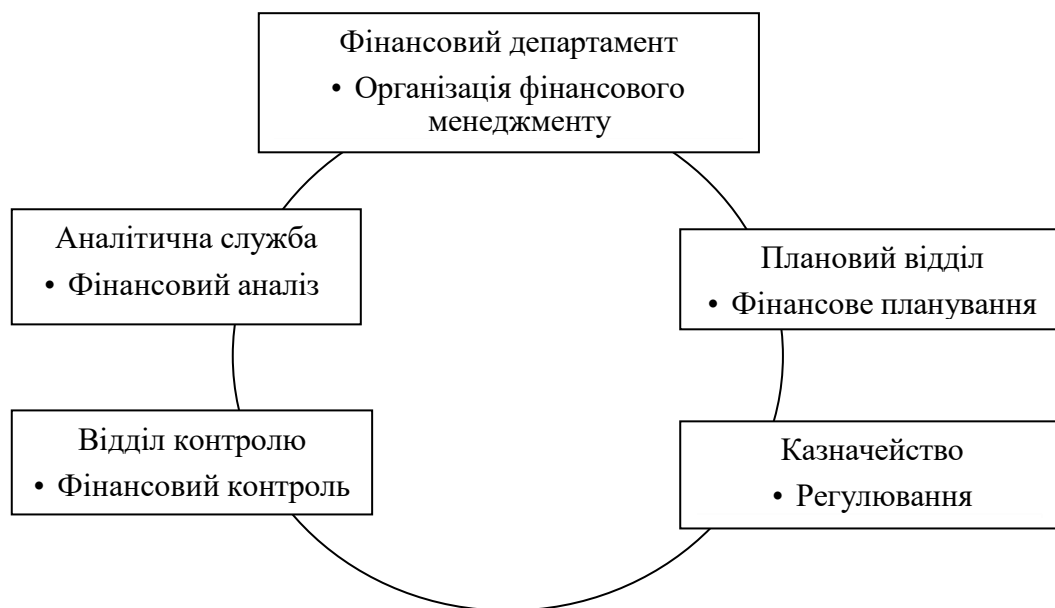 Фінансовий департамент
• Організація фінансового
менеджменту
Аналітична служба
• Фінансовий аналіз
Плановий відділ
• Фінансове планування
Відділ контролю
• Фінансовий контроль
Казначейство
• Регулювання